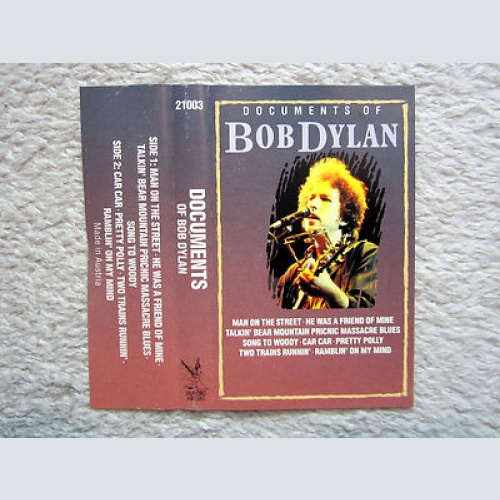 21003
SIDE 1: MAN ON THE STREET · HE WAS A FRIEND OF MINE·
TALKIN' BEAR MOUNTAIN PRICNIC MASSACRE BLUES ·
SONG TO WOODY
SIDE 2: CAR CAR · PRETTY POLLY · TWO TRAINS RUNNIN' ·
RAMBLIN' ON MY MIND
Made in Austria
DOCUMENTS
OF BOB DYLAN
DOCUMENTS OF
BOB DYLAN
MAN ON THE STREET · HE WAS A FRIEND OF MINE
TALKIN' BEAR MOUNTAIN PRICNIC MASSACRE BLUES
SONG TO WOODY · CAR CAR · PRETTY POLLY
TWO TRAINS RUNNIN' · RAMBLIN' ON MY MIND